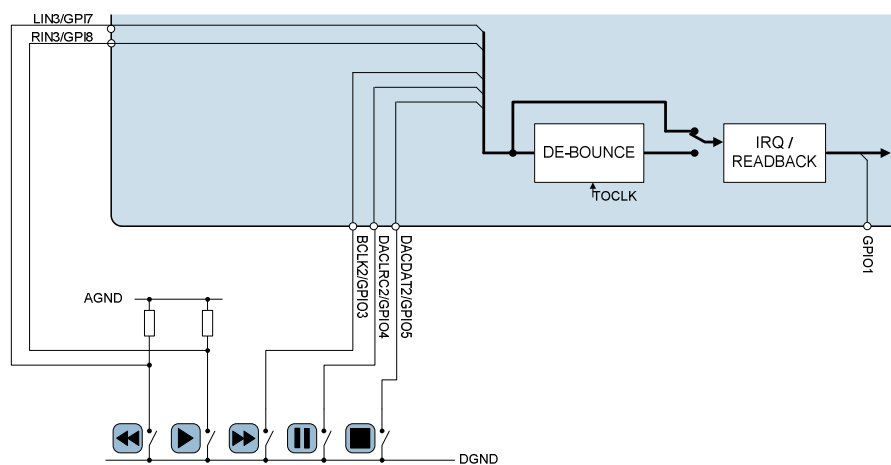 LIN3/GPI7
RIN3/GPI8
DE-BOUNCE
IRQ /
READBACK
TOCLK
BCLK2/GPIO3
DACLRC2/GPIO4
DACDAT2/GPIO5
GPIO1
AGND
DGND